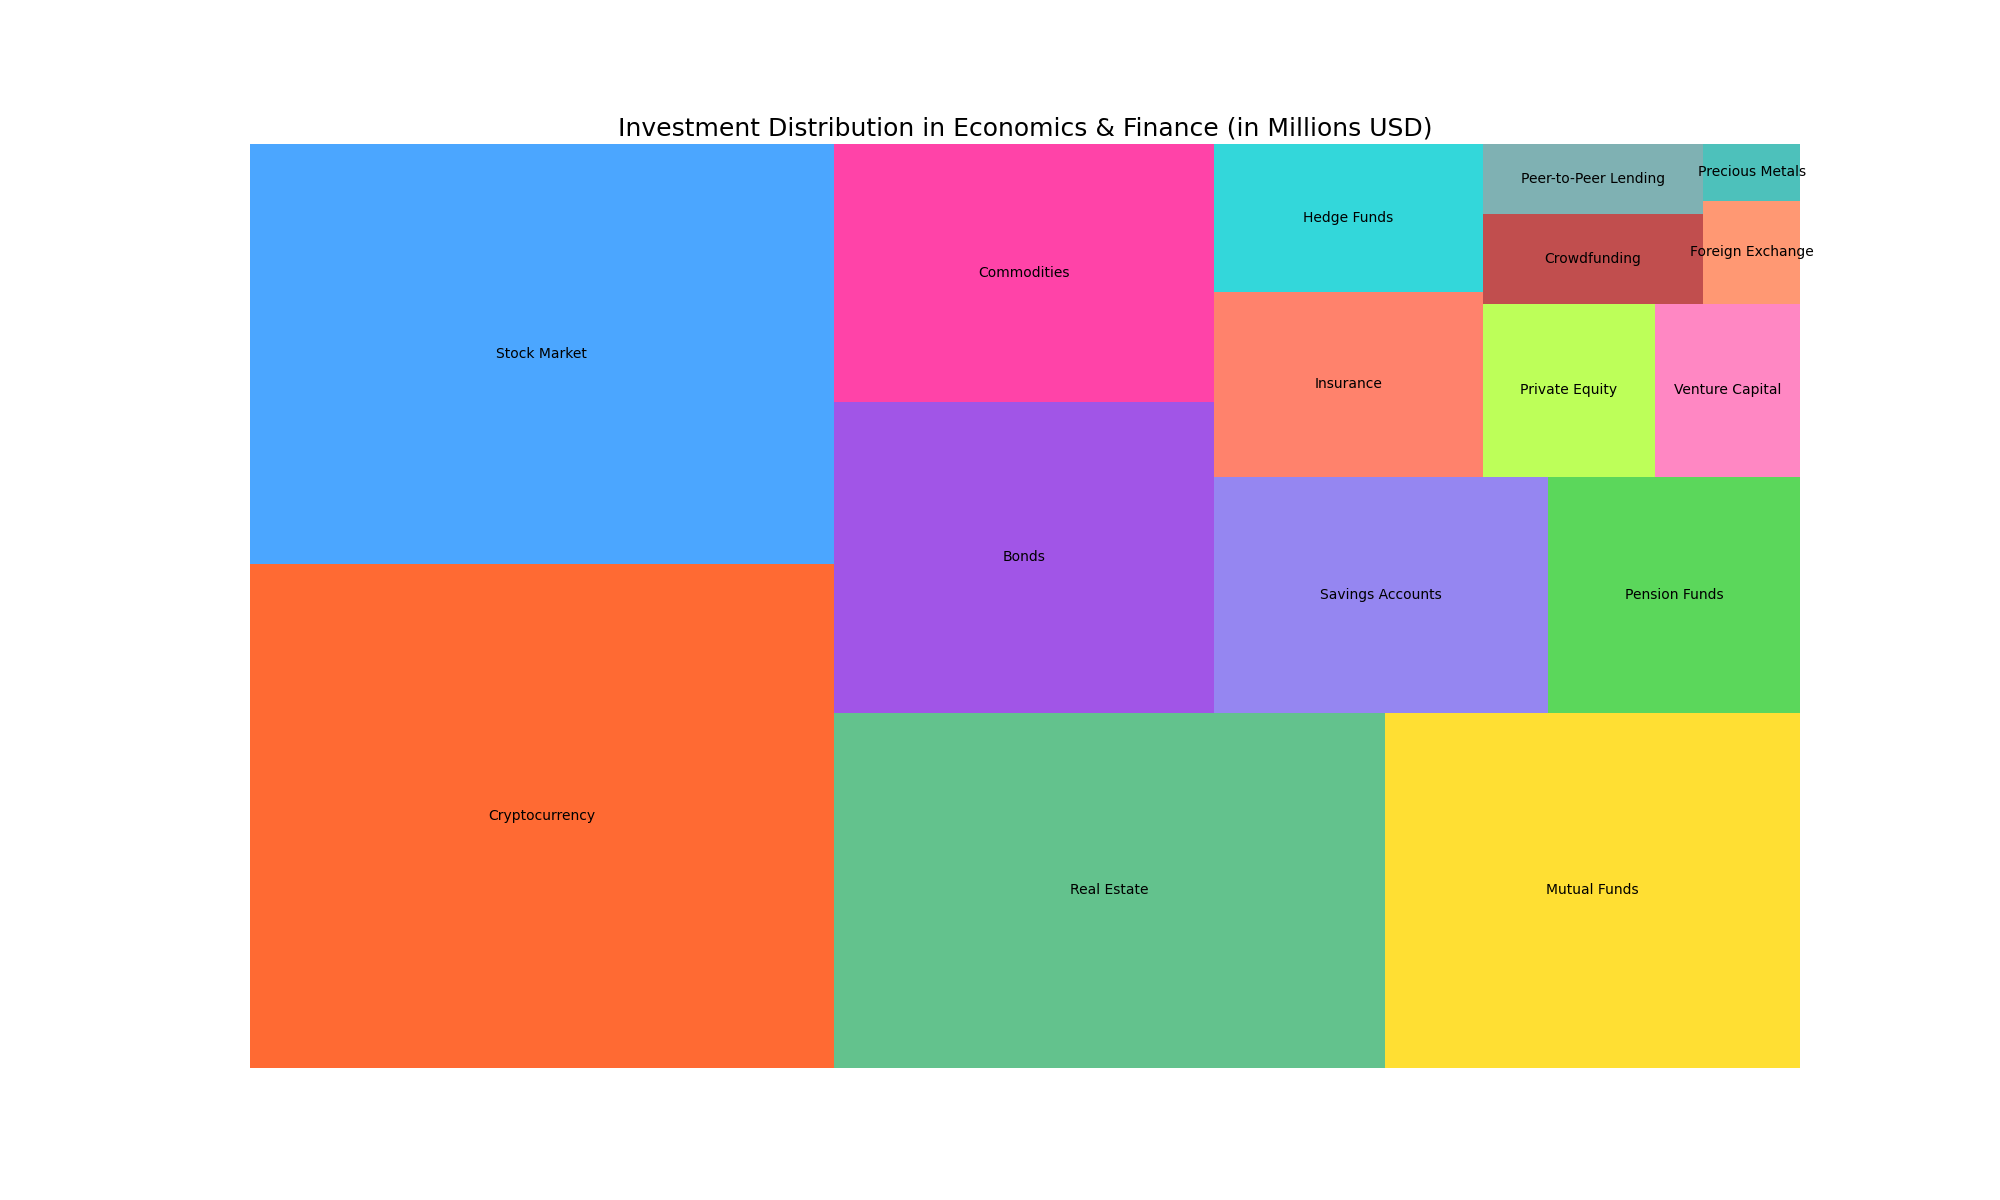 Investment Distribution in Economics & Finance (in Millions USD)
Stock Market
Cryptocurrency
Commodities
Bonds
Real Estate
Mutual Funds
Hedge Funds
Insurance
Savings Accounts
Pension Funds
Peer-to-Peer Lending
Crowdfunding
Private Equity
Venture Capital
Precious Metals
Foreign Exchange